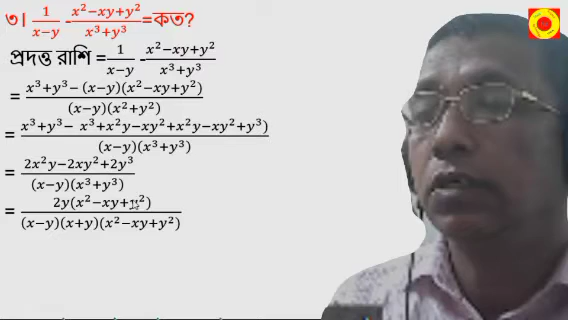 ৩। 1/(x−y) - (x²−xy+y²)/(x³+y³) =কত?
প্রদত্ত রাশি = 1/(x−y) - (x²−xy+y²)/(x³+y³)
= (x³+y³−(x−y)(x²−xy+y²))/((x−y)(x²+y²))
= (x³+y³− x³+x²y−xy²+x²y−xy²+y³))/((x−y)(x³+y³))
= (2x²y−2xy²+2y³)/((x−y)(x³+y³))
= (2y(x²−xy+y²))/((x−y)(x+y)(x²−xy+y²))